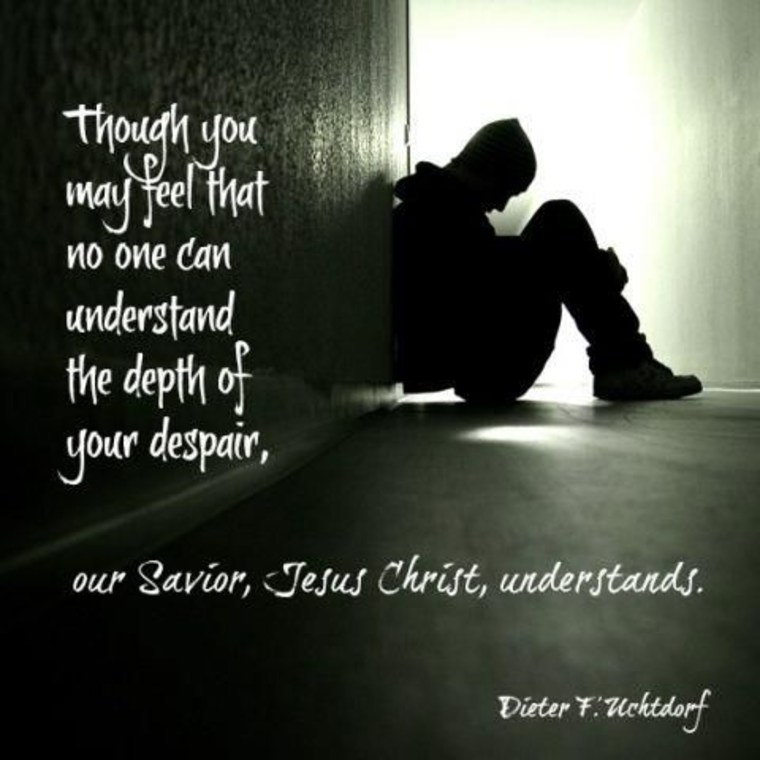 Though you
may feel that
no one can
understand
the depth of
your despair,
our Savior, Jesus Christ, understands.
Dieter F. Uchtdorf